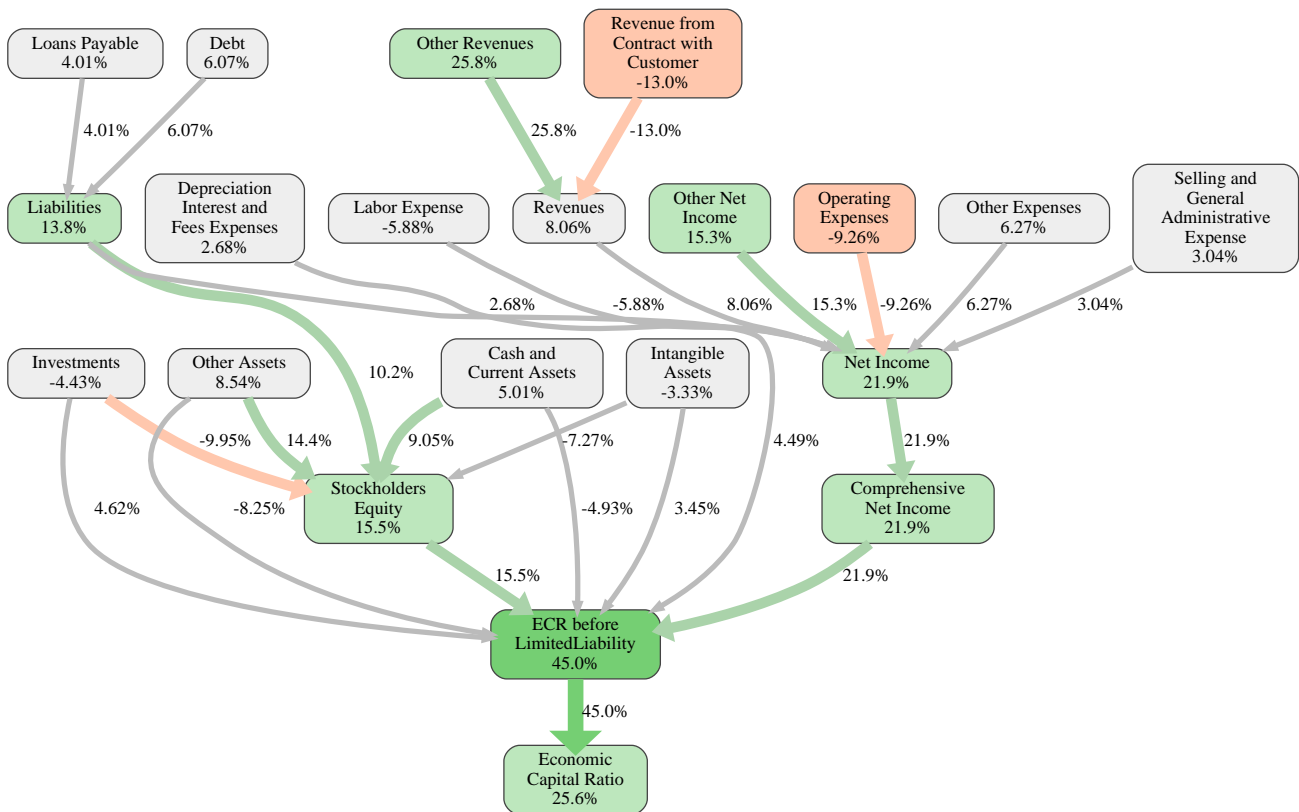 Loans Payable
4.01%
Debt
6.07%
Other Revenues
25.8%
Revenue from
Contract with
Customer
-13.0%
4.01%
6.07%
25.8%
-13.0%
Liabilities
13.8%
Depreciation
Interest and
Fees Expenses
2.68%
Labor Expense
-5.88%
Revenues
8.06%
Other Net
Income
15.3%
Operating
Expenses
-9.26%
Other Expenses
6.27%
Selling and
General
Administrative
Expense
3.04%
2.68%
-5.88%
8.06%
15.3%
-9.26%
6.27%
3.04%
Investments
-4.43%
Other Assets
8.54%
10.2%
Cash and
Current Assets
5.01%
Intangible
Assets
-3.33%
Net Income
21.9%
-9.95%
14.4%
9.05%
-7.27%
4.49%
21.9%
4.62%
-8.25%
Stockholders
Equity
15.5%
-4.93%
3.45%
Comprehensive
Net Income
21.9%
15.5%
21.9%
ECR before
LimitedLiability
45.0%
45.0%
Economic
Capital Ratio
25.6%